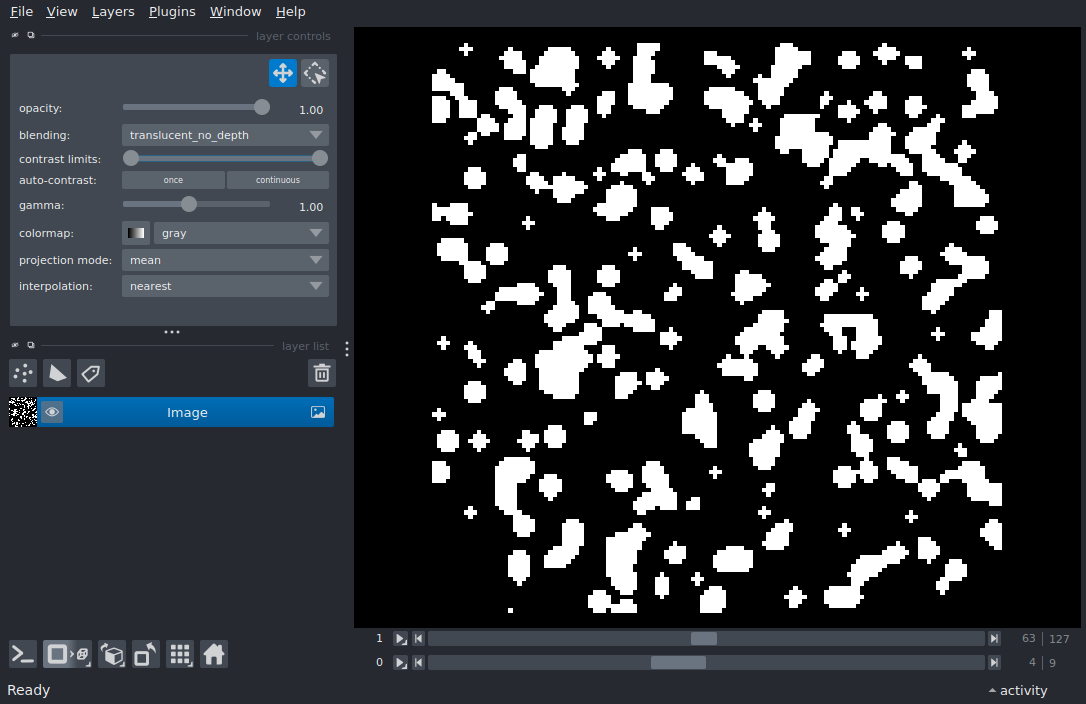 File View Layers Plugins Window Help
layer controls
opacity: 1.00
blending: translucent_no_depth
contrast limits:
auto-contrast: once continuous
gamma: 1.00
colormap: gray
projection mode: mean
interpolation: nearest
layer list
Image
1 63 127
0 4 9
Ready activity